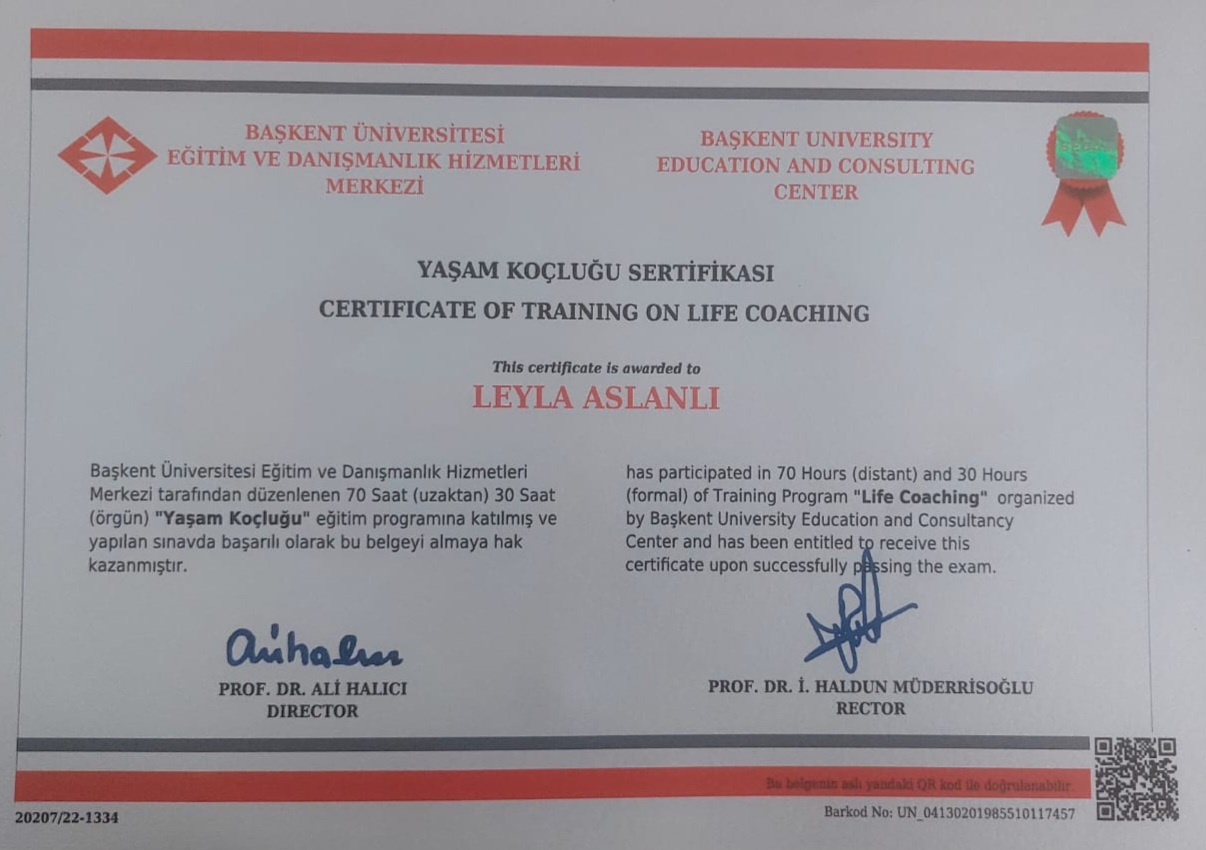 BAŞKENT ÜNİVERSİTESİ
EĞİTİM VE DANIŞMANLIK HİZMETLERİ
MERKEZİ
BAŞKENT UNIVERSITY
EDUCATION AND CONSULTING
CENTER
YAŞAM KOÇLUĞU SERTİFİKASI
CERTIFICATE OF TRAINING ON LIFE COACHING
This certificate is awarded to
LEYLA ASLANLI
Başkent Üniversitesi Eğitim ve Danışmanlık Hizmetleri
Merkezi tarafından düzenlenen 70 Saat (uzaktan) 30 Saat
(örgün) "Yaşam Koçluğu" eğitim programına katılmış ve
yapılan sınavda başarılı olarak bu belgeyi almaya hak
kazanmıştır.
has participated in 70 Hours (distant) and 30 Hours
(formal) of Training Program "Life Coaching" organized
by Başkent University Education and Consultancy
Center and has been entitled to receive this
certificate upon successfully passing the exam.
PROF. DR. ALİ HALICI
DIRECTOR
PROF. DR. İ. HALDUN MÜDERRİSOĞLU
RECTOR
Bu belgenin aslı yandaki QR kod ile doğrulanabilir.
20207/22-1334
Barkod No: UN_04130201985510117457